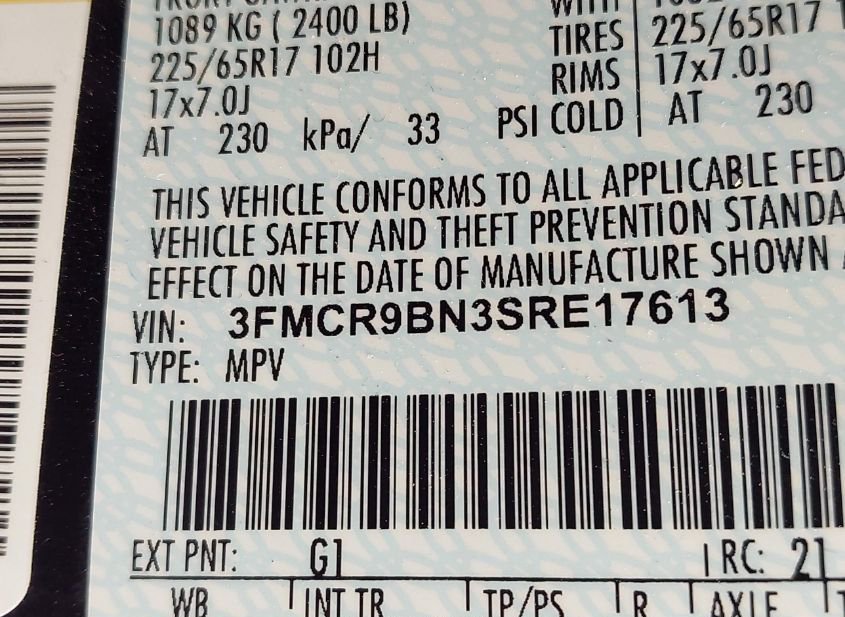 1089 KG ( 2400 LB)
225/65R17 102H
17x7.0J
AT 230 kPa/ 33 PSI COLD
TIRES 225/65R17
RIMS 17x7.0J
AT 230
THIS VEHICLE CONFORMS TO ALL APPLICABLE FED
VEHICLE SAFETY AND THEFT PREVENTION STANDA
EFFECT ON THE DATE OF MANUFACTURE SHOWN
VIN: 3FMCR9BN3SRE17613
TYPE: MPV
EXT PNT: G1 RC: 21
WB INT TR TP/PS R AXLE